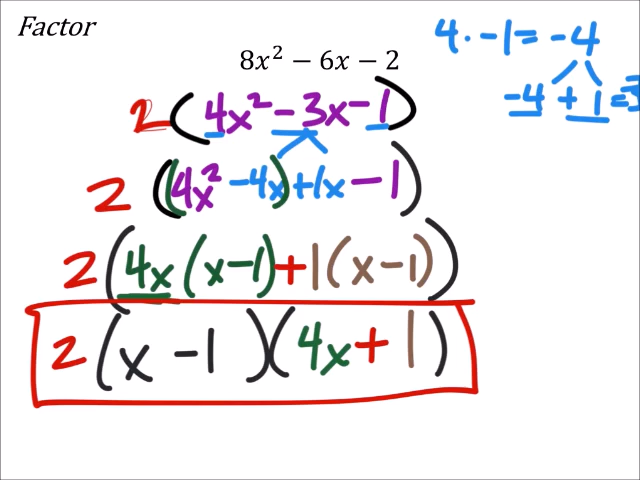 Factor
8x² − 6x − 2
4 · -1 = -4
-4 + 1 = -3
2 (4x² - 3x - 1)
2 ((4x² - 4x) + 1x - 1)
2 (4x (x - 1) + 1 (x - 1))
2 (x - 1) (4x + 1)